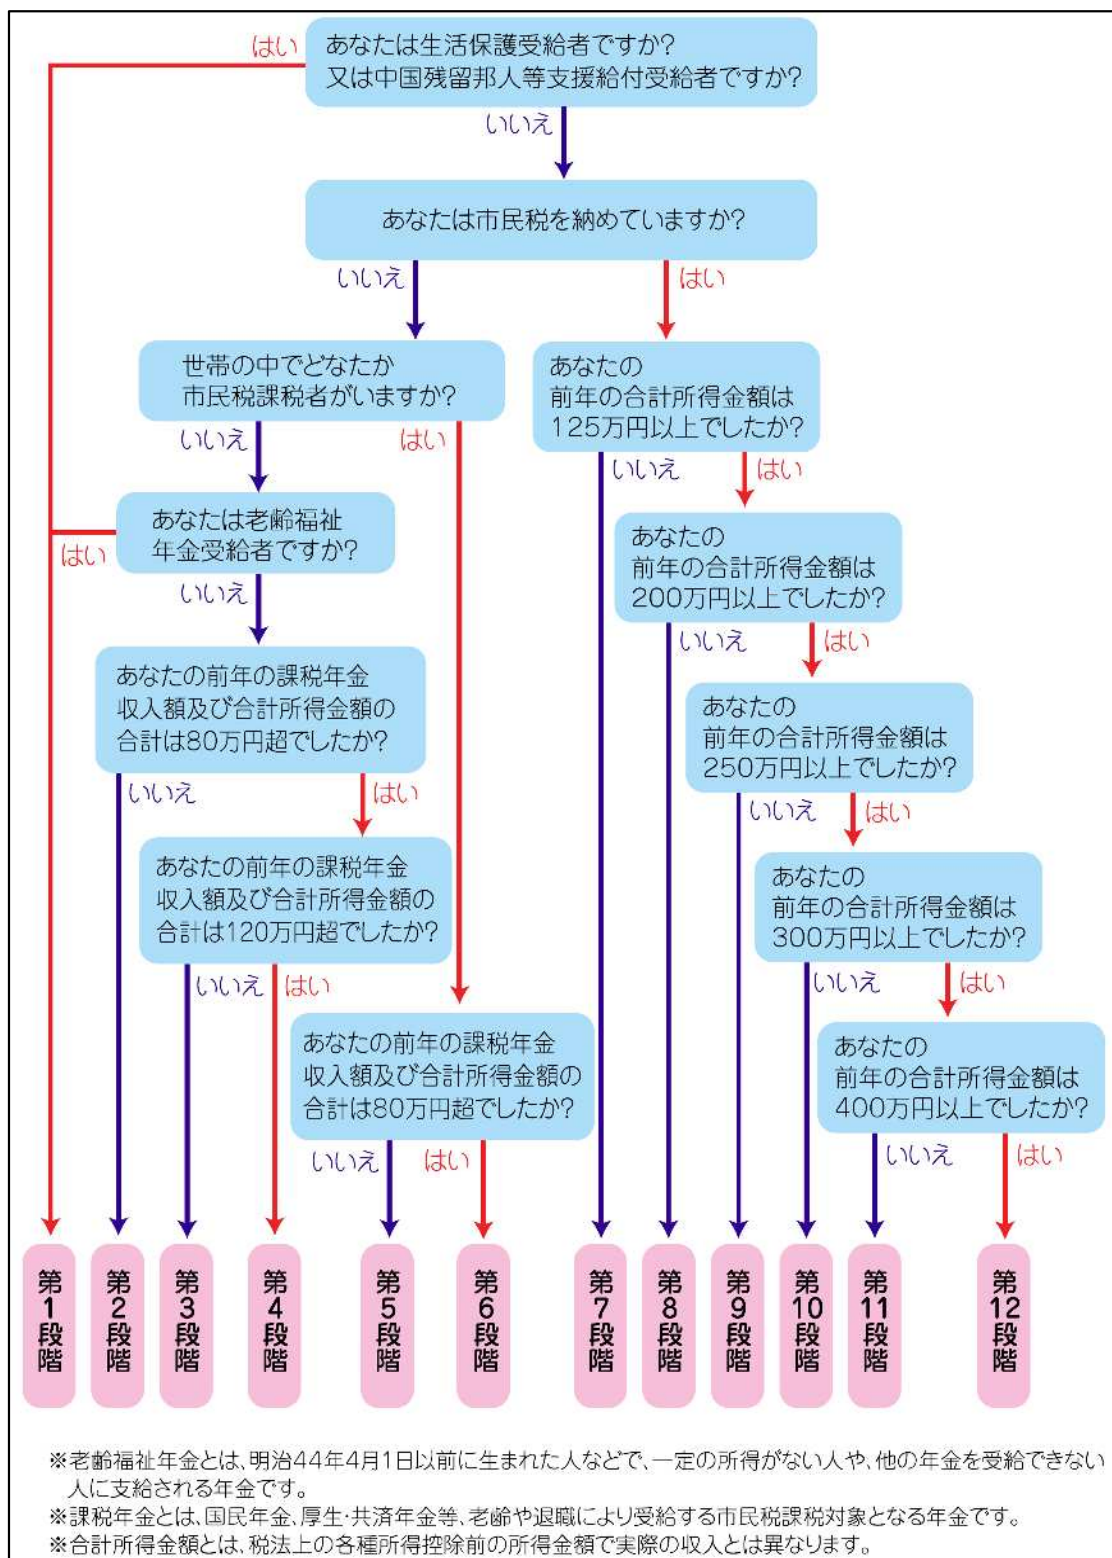 はい
あなたは生活保護受給者ですか?
又は中国残留邦人等支援給付受給者ですか?
いいえ
あなたは市民税を納めていますか?
いいえ
はい
世帯の中でどなたか
市民税課税者がいますか?
いいえ
はい
あなたの
前年の合計所得金額は
125万円以上でしたか?
いいえ
はい
あなたは老齢福祉
年金受給者ですか?
はい
いいえ
あなたの
前年の合計所得金額は
200万円以上でしたか?
いいえ
はい
あなたの前年の課税年金
収入額及び合計所得金額の
合計は80万円超でしたか?
いいえ
はい
あなたの
前年の合計所得金額は
250万円以上でしたか?
いいえ
はい
あなたの前年の課税年金
収入額及び合計所得金額の
合計は120万円超でしたか?
いいえ
はい
あなたの
前年の合計所得金額は
300万円以上でしたか?
いいえ
はい
あなたの前年の課税年金
収入額及び合計所得金額の
合計は80万円超でしたか?
いいえ
はい
あなたの
前年の合計所得金額は
400万円以上でしたか?
いいえ
はい
第1段階
第2段階
第3段階
第4段階
第5段階
第6段階
第7段階
第8段階
第9段階
第10段階
第11段階
第12段階
※老齢福祉年金とは、明治44年4月1日以前に生まれた人などで、一定の所得がない人や、他の年金を受給できない
人に支給される年金です。
※課税年金とは、国民年金、厚生・共済年金等、老齢や退職により受給する市民税課税対象となる年金です。
※合計所得金額とは、税法上の各種所得控除前の所得金額で実際の収入とは異なります。